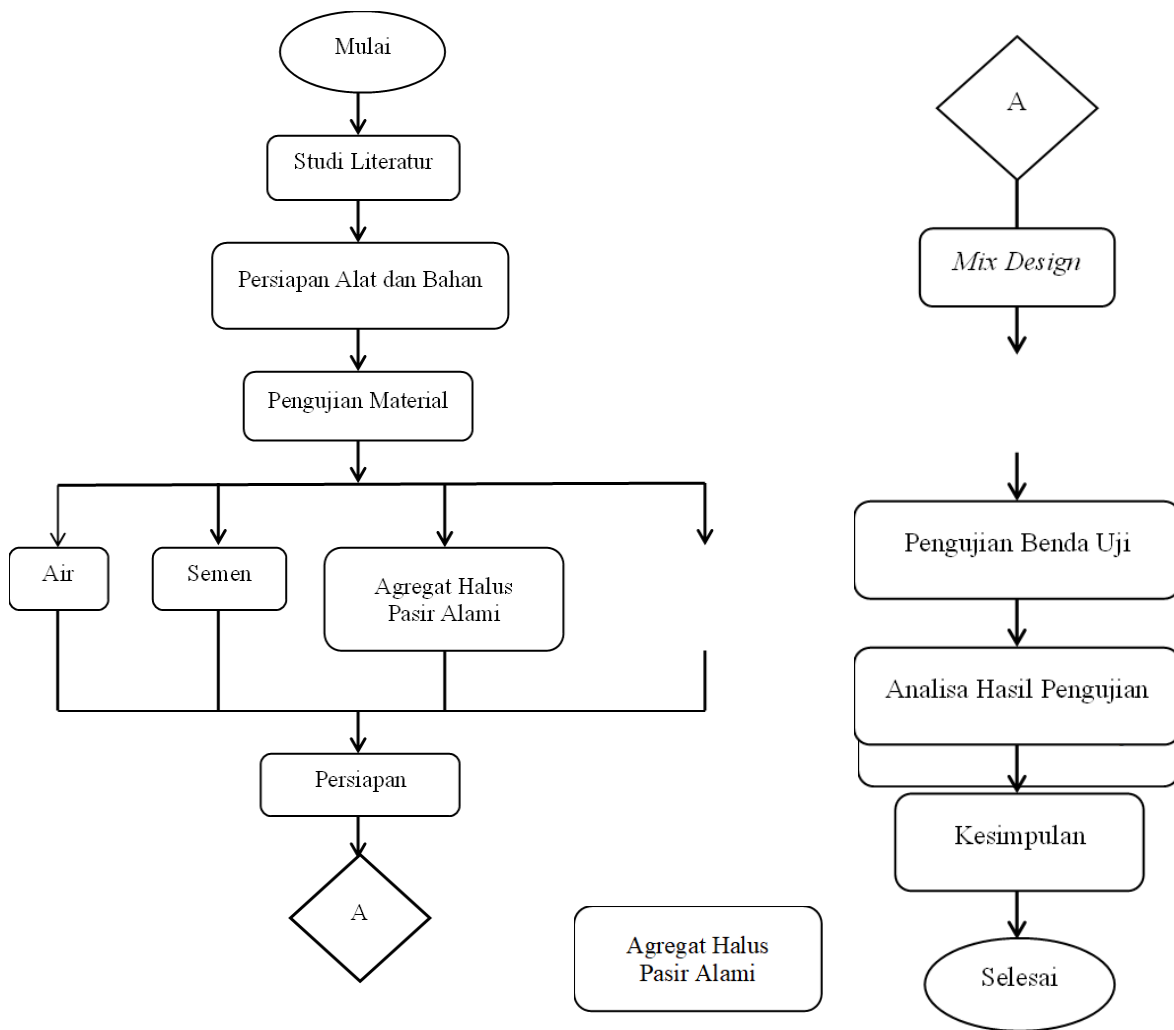 Mulai
Studi Literatur
Persiapan Alat dan Bahan
Pengujian Material
Air
Semen
Agregat Halus
Pasir Alami
Persiapan
A
Agregat Halus
Pasir Alami
A
Mix Design
Pengujian Benda Uji
Analisa Hasil Pengujian
Kesimpulan
Selesai